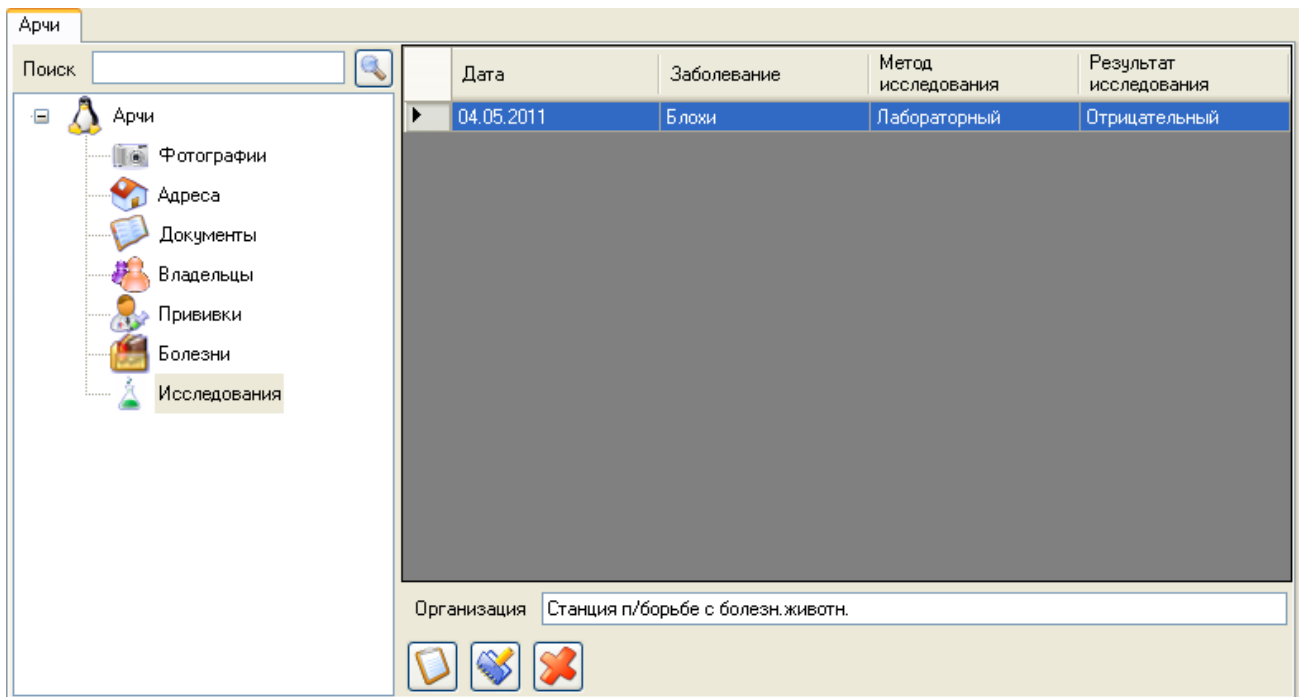 Арчи
Поиск
Арчи
Фотографии
Адреса
Документы
Владельцы
Прививки
Болезни
Исследования
Дата Заболевание Метод исследования Результат исследования
04.05.2011 Блохи Лабораторный Отрицательный
Организация Станция п/борьбе с болезн.животн.